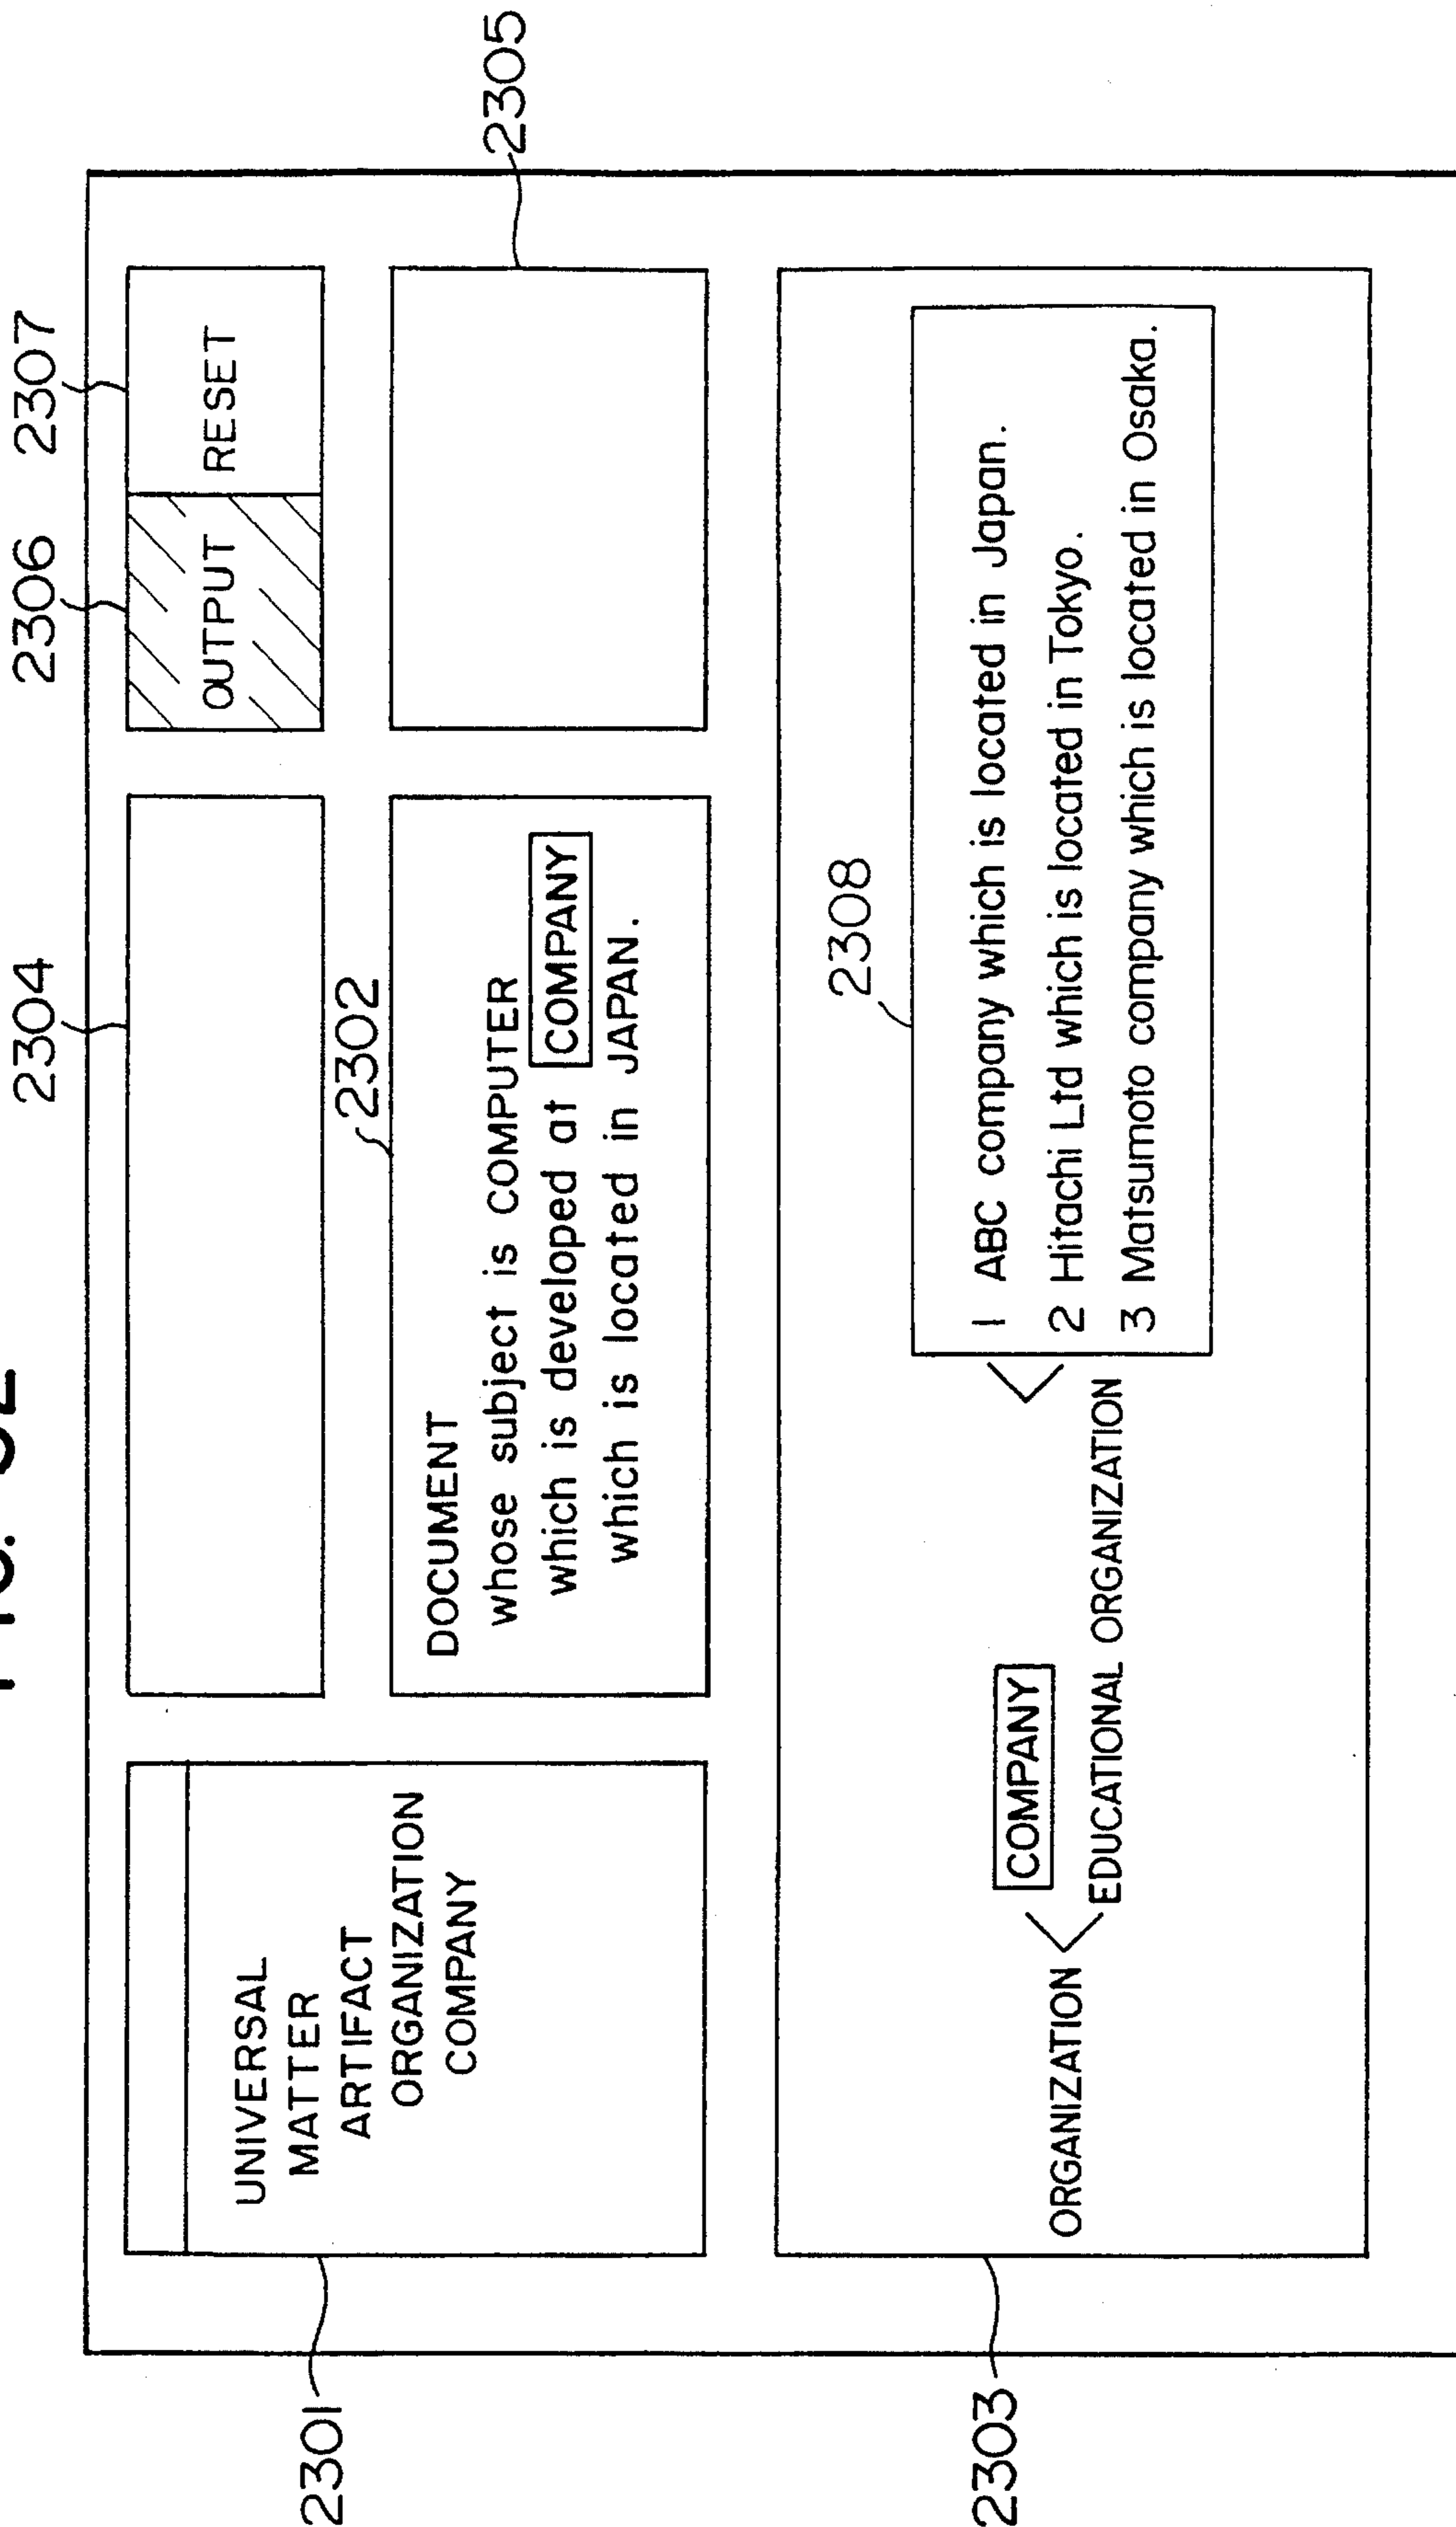 2304
2306
2307
OUTPUT
RESET
2305
2301
UNIVERSAL
MATTER
ARTIFACT
ORGANIZATION
COMPANY
2302
DOCUMENT
whose subject is COMPUTER
which is developed at COMPANY
which is located in JAPAN.
2303
ORGANIZATION
COMPANY
EDUCATIONAL ORGANIZATION
2308
1 ABC company which is located in Japan.
2 Hitachi Ltd which is located in Tokyo.
3 Matsumoto company which is located in Osaka.